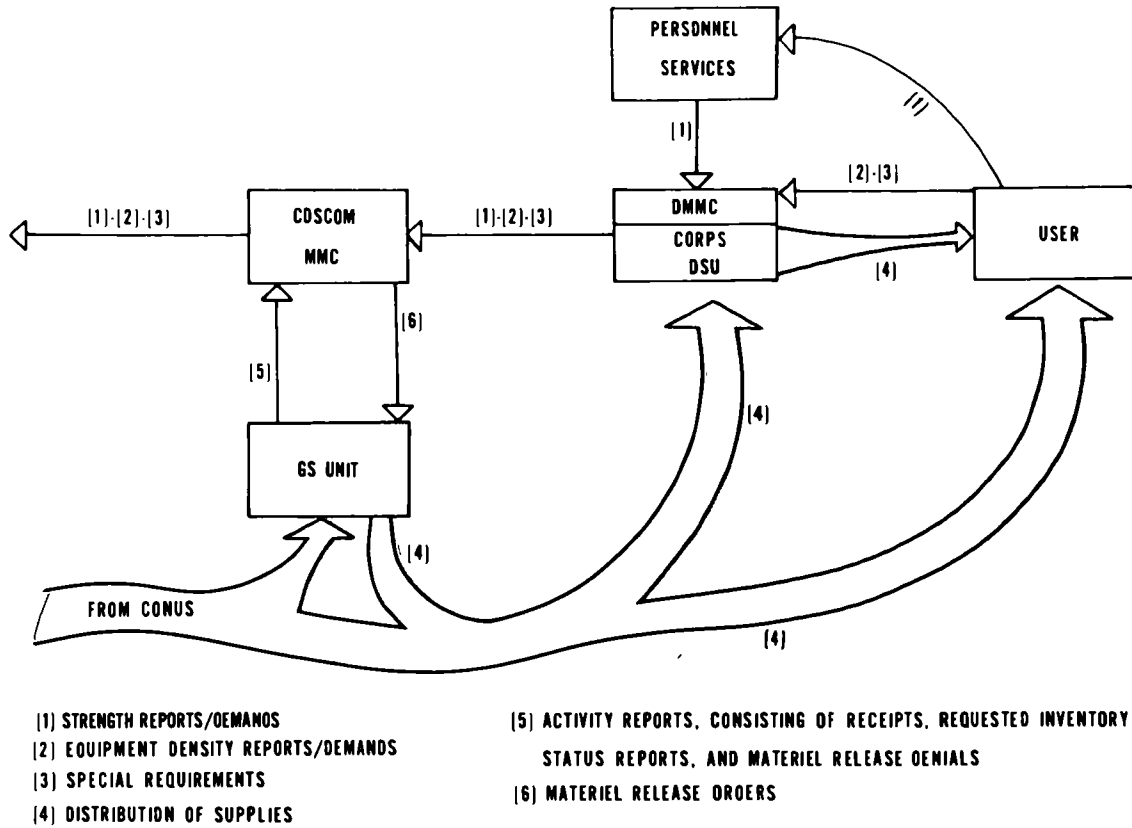 PERSONNEL
SERVICES
[1]
[1]
[2]-[3]
DMMC
CORPS
DSU
USER
[4]
[1]-[2]-[3]
COSCOM
MMC
[1]-[2]-[3]
[6]
[5]
[4]
GS UNIT
[4]
FROM CONUS
[4]
[1] STRENGTH REPORTS/DEMANDS
[2] EQUIPMENT DENSITY REPORTS/DEMANDS
[3] SPECIAL REQUIREMENTS
[4] DISTRIBUTION OF SUPPLIES
[5] ACTIVITY REPORTS, CONSISTING OF RECEIPTS, REQUESTED INVENTORY
STATUS REPORTS, AND MATERIEL RELEASE DENIALS
[6] MATERIEL RELEASE ORDERS